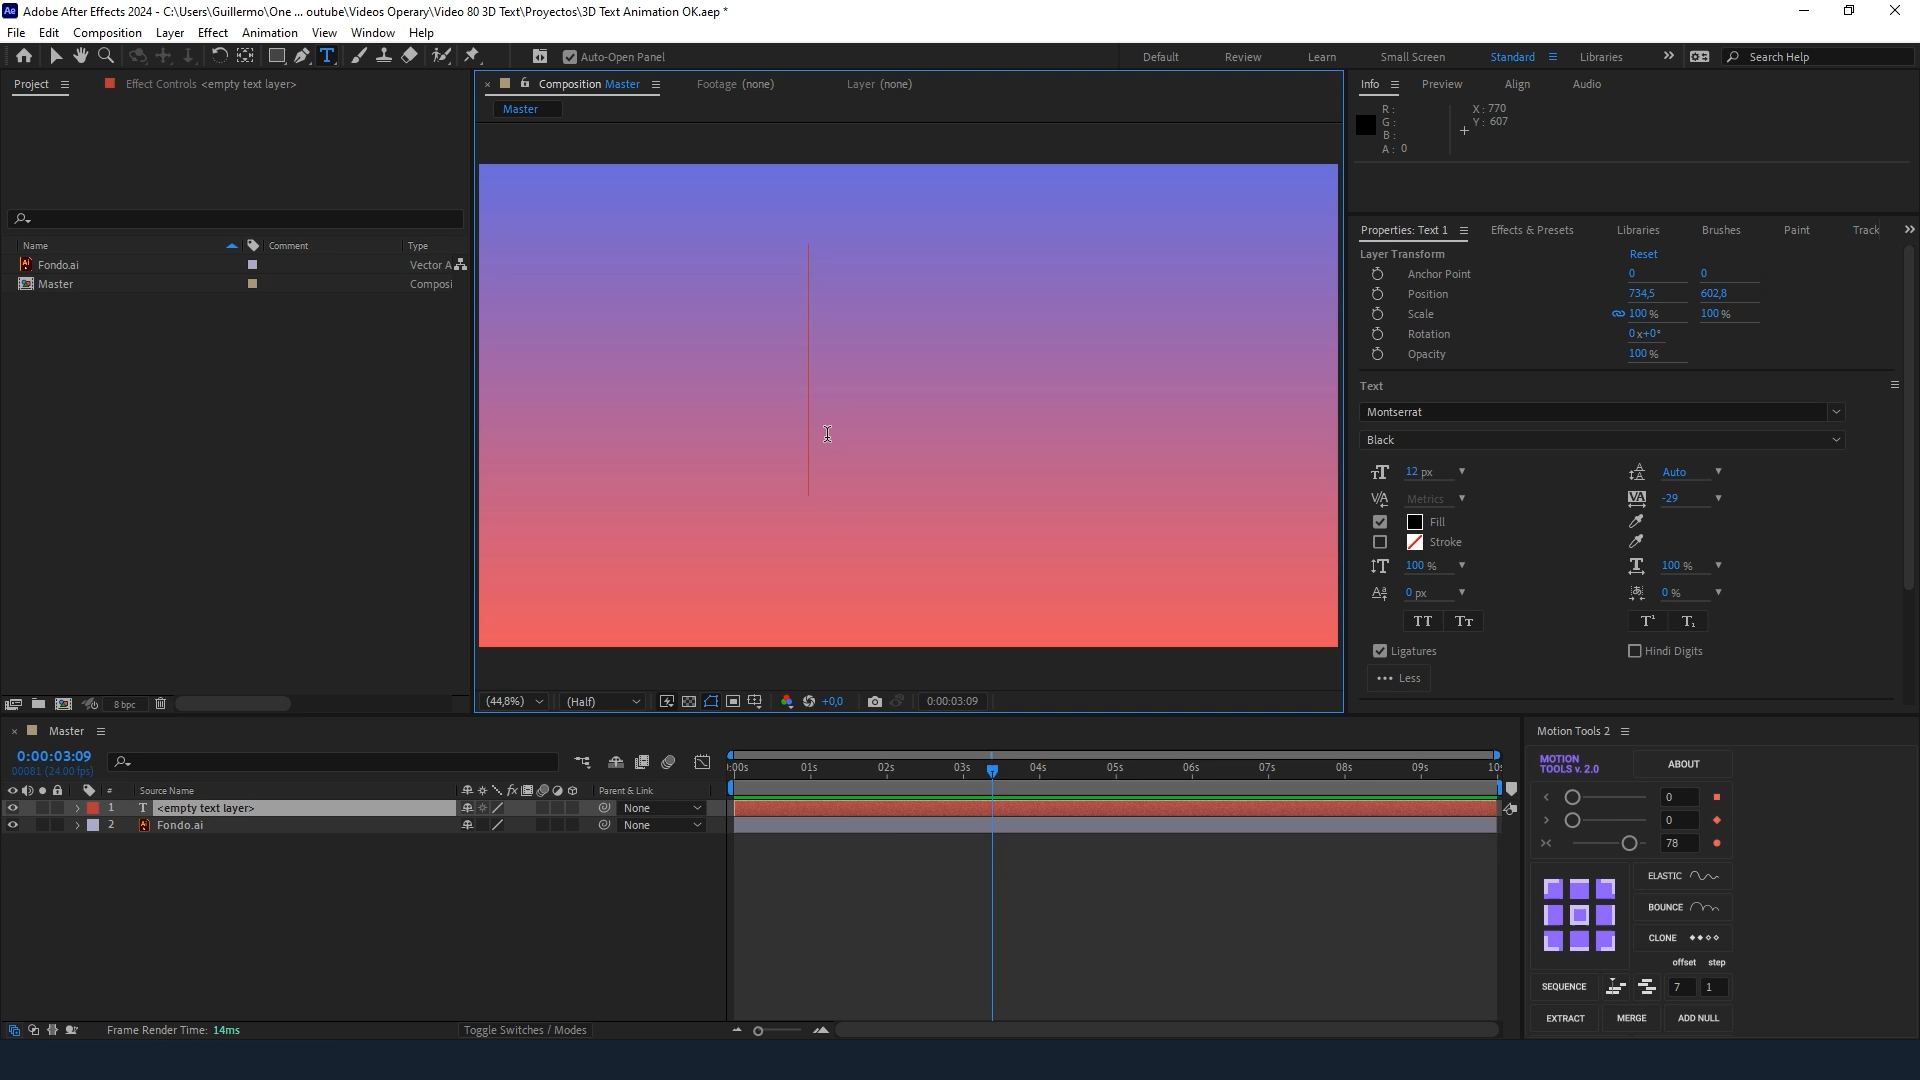 Adobe After Effects 2024 - C:\Users\Guillermo\One ... outube\Videos Operary\Video 80 3D Text\Proyectos\3D Text Animation OK.aep *
File Edit Composition Layer Effect Animation View Window Help
Auto-Open Panel Default Review Learn Small Screen Standard Libraries Search Help
Project Effect Controls <empty text layer> Composition Master Footage (none) Layer (none) Info Preview Align Audio
Master
R: X: 770
G: Y: 607
B:
A: 0
Properties: Text 1 Effects & Presets Libraries Brushes Paint Track
Name Comment Type
Layer Transform Reset
Fondo.ai Vector A
Anchor Point 0 0
Master Composi
Position 734,5 602,8
Scale 100 % 100 %
Rotation 0x+0°
Opacity 100 %
Text
Montserrat
Black
12 px Auto
Metrics -29
Fill
Stroke
100 % 100 %
0 px 0 %
TT Tт T¹ T₁
Ligatures Hindi Digits
Less
8 bpc (44,8%) (Half) +0,0 0:00:03:09
Master Motion Tools 2
0:00:03:09
00081 (24.00 fps)
:00s 01s 02s 03s 04s 05s 06s 07s 08s 09s 10s
MOTION
TOOLS v. 2.0
ABOUT
# Source Name Parent & Link
1 T <empty text layer> None
2 Fondo.ai None
0
0
78
ELASTIC
BOUNCE
CLONE
offset step
SEQUENCE 7 1
EXTRACT MERGE ADD NULL
Frame Render Time: 14ms Toggle Switches / Modes